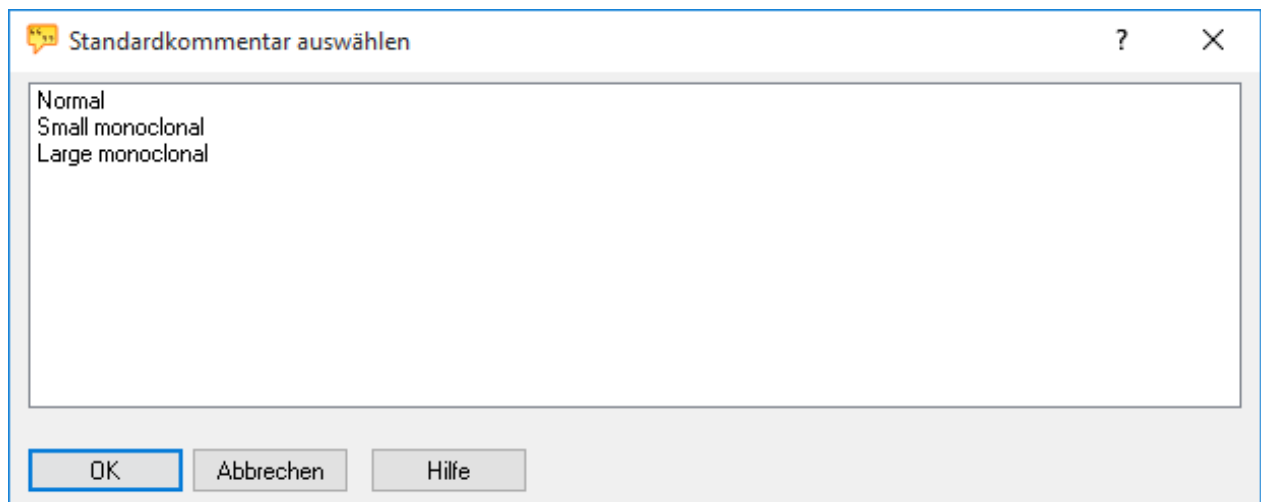 Standardkommentar auswählen
?
Normal
Small monoclonal
Large monoclonal
OK Abbrechen Hilfe